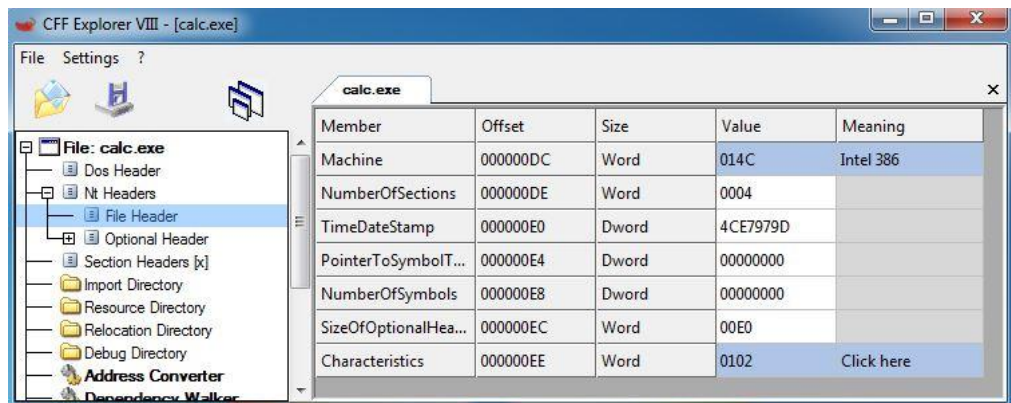 CFF Explorer VIII - [calc.exe]
File Settings ?
calc.exe
File: calc.exe
Dos Header
Nt Headers
File Header
Optional Header
Section Headers [x]
Import Directory
Resource Directory
Relocation Directory
Debug Directory
Address Converter
Dependency Walker
Member Offset Size Value Meaning
Machine 000000DC Word 014C Intel 386
NumberOfSections 000000DE Word 0004
TimeDateStamp 000000E0 Dword 4CE7979D
PointerToSymbolT... 000000E4 Dword 00000000
NumberOfSymbols 000000E8 Dword 00000000
SizeOfOptionalHea... 000000EC Word 00E0
Characteristics 000000EE Word 0102 Click here